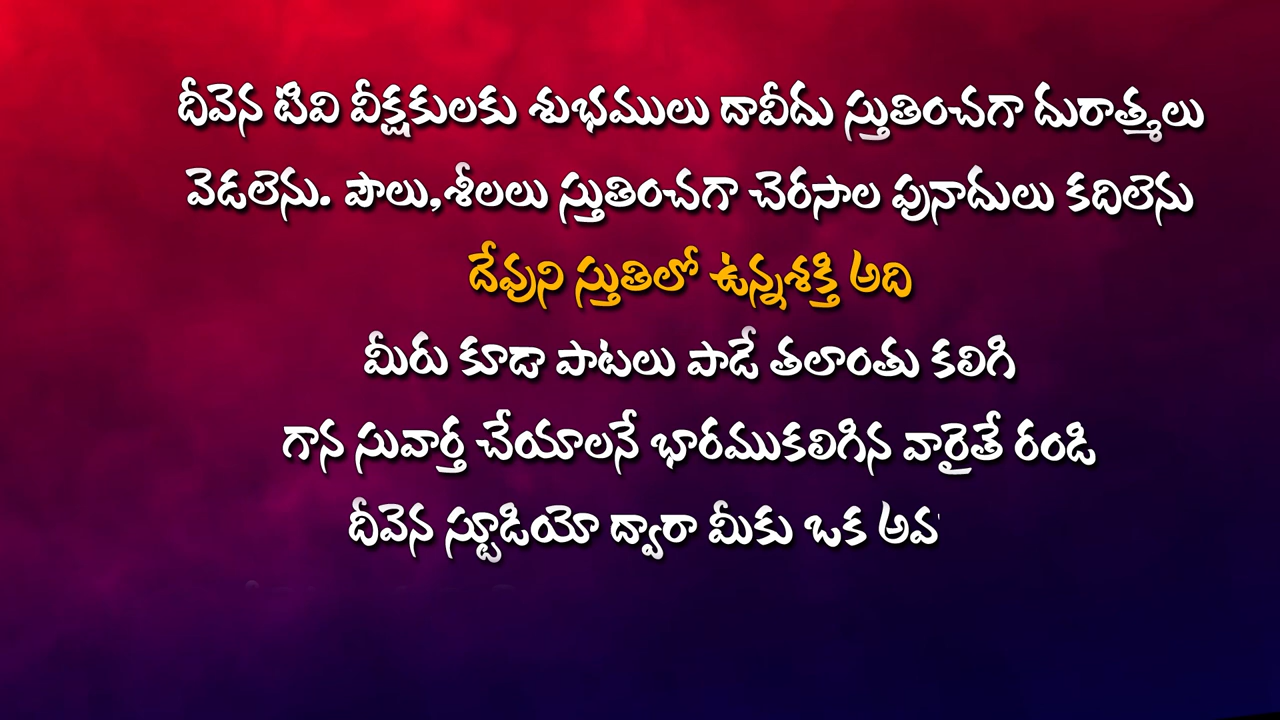 దీవెన టివి వీక్షకులకు శుభములు దావీదు స్తుతించగా దురాత్మలు
వెడలెను. పౌలు,శీలలు స్తుతించగా చెరసాల పునాదులు కదిలెను
దేవుని స్తుతిలో ఉన్నశక్తి అది
మీరు కూడా పాటలు పాడే తలాంతు కలిగి
గాన సువార్త చేయాలనే భారముకలిగిన వారైతే రండి
దీవెన స్టూడియో ద్వారా మీకు ఒక అవ